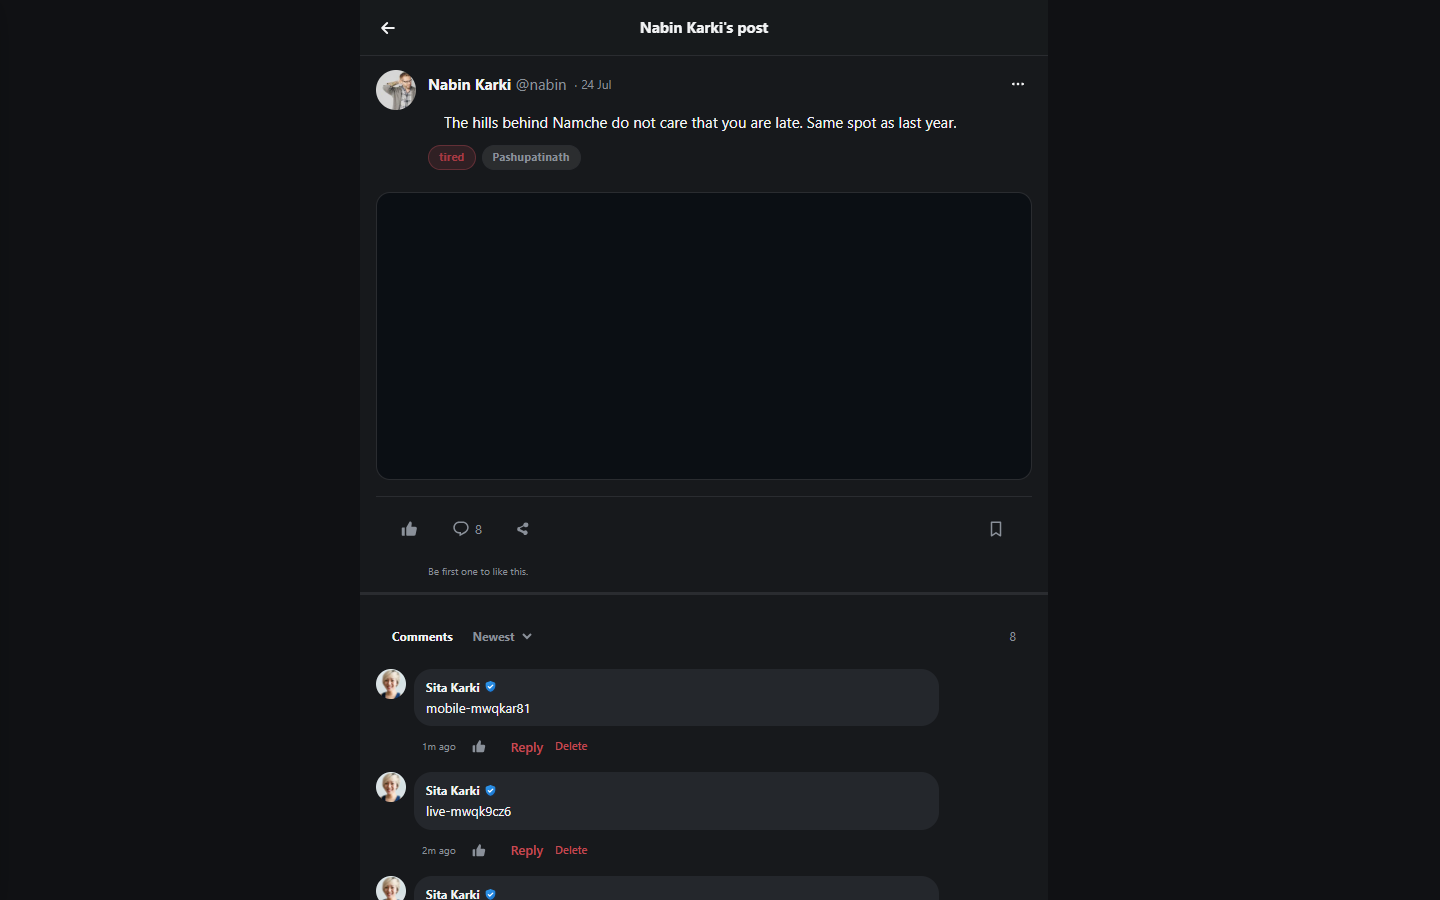 Nabin Karki's post
Nabin Karki @nabin · 24 Jul
The hills behind Namche do not care that you are late. Same spot as last year.
tired Pashupatinath
8
Be first one to like this.
Comments Newest 8
Sita Karki
mobile-mwqkar81
1m ago Reply Delete
Sita Karki
live-mwqk9cz6
2m ago Reply Delete
Sita Karki